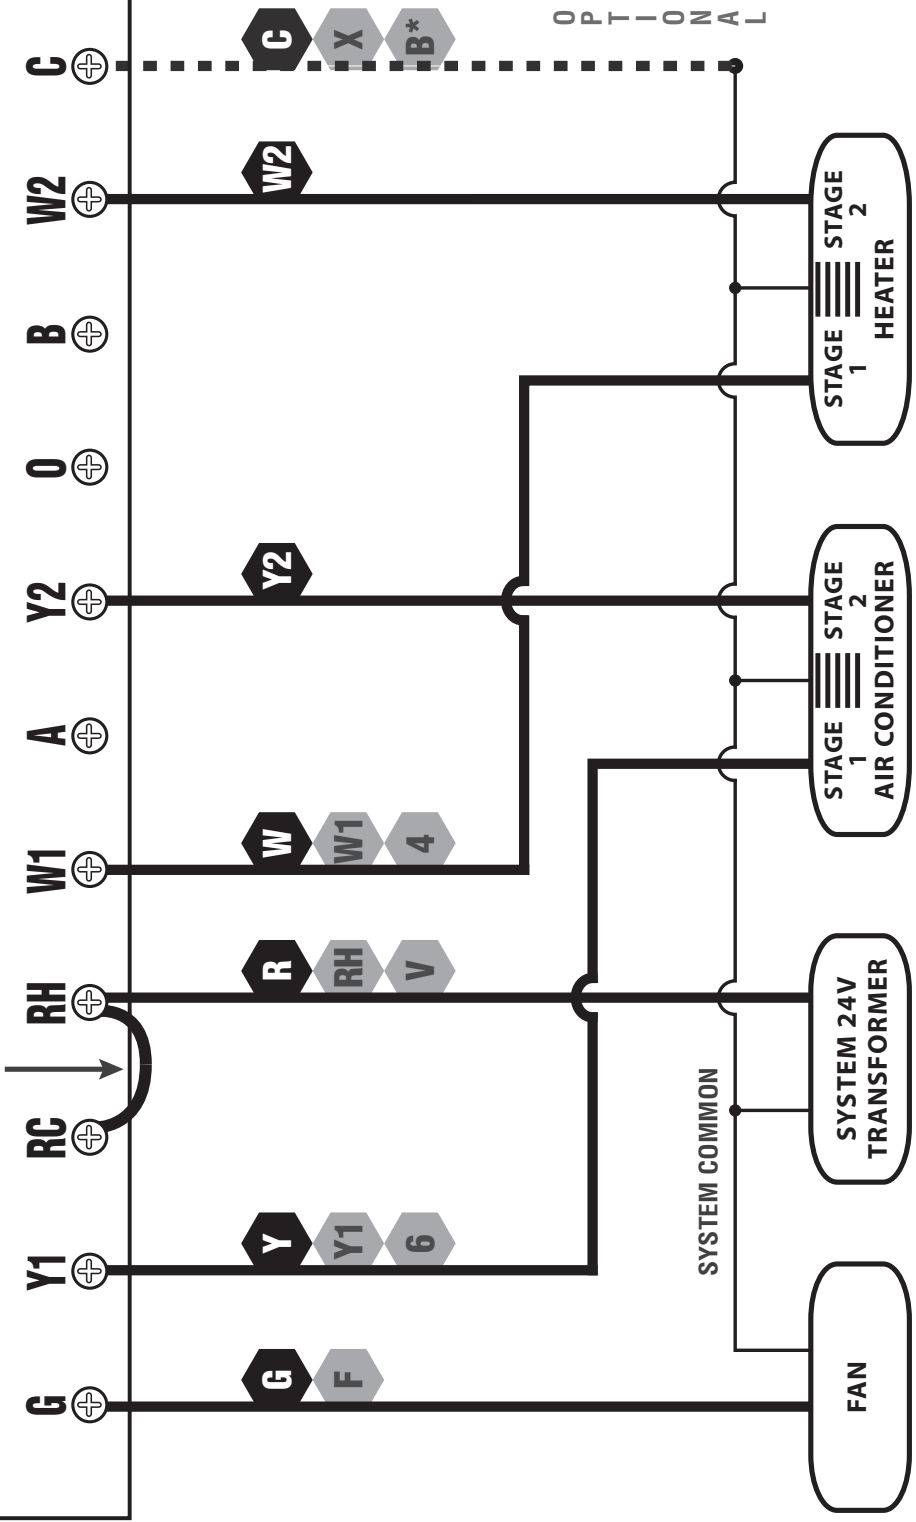 G
Y1
RC
RH
W1
A
Y2
O
B
W2
C
G
F
Y
Y1
6
R
RH
V
W
W1
4
Y2
W2
C
X
B*
OPTIONAL
SYSTEM COMMON
FAN
SYSTEM 24V
TRANSFORMER
STAGE
1
STAGE
2
AIR CONDITIONER
STAGE
1
STAGE
2
HEATER